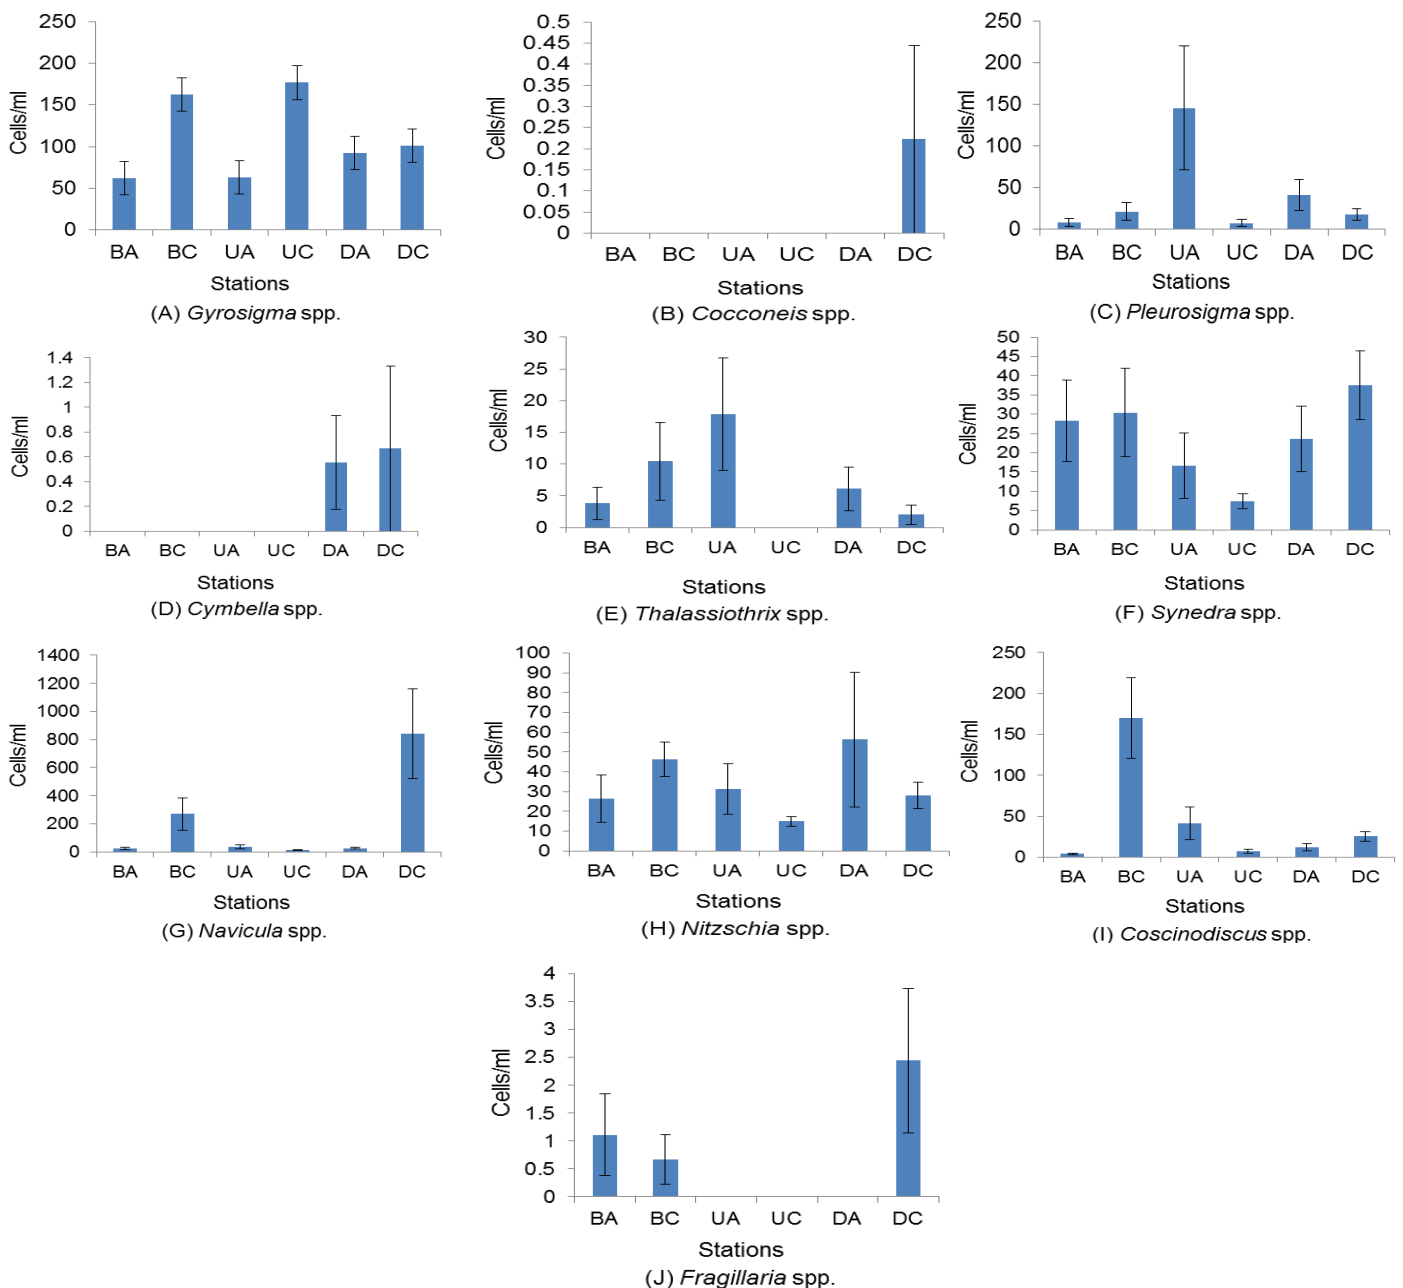 250
200
150
100
50
0
Cells/ml
BA BC UA UC DA DC
Stations
(A) Gyrosigma spp.
0.5
0.45
0.4
0.35
0.3
0.25
0.2
0.15
0.1
0.05
0
Cells/ml
BA BC UA UC DA DC
Stations
(B) Cocconeis spp.
250
200
150
100
50
0
Cells/ml
BA BC UA UC DA DC
Stations
(C) Pleurosigma spp.
1.4
1.2
1
0.8
0.6
0.4
0.2
0
Cells/ml
BA BC UA UC DA DC
Stations
(D) Cymbella spp.
30
25
20
15
10
5
0
Cells/ml
BA BC UA UC DA DC
Stations
(E) Thalassiothrix spp.
50
45
40
35
30
25
20
15
10
5
0
Cells/ml
BA BC UA UC DA DC
Stations
(F) Synedra spp.
1400
1200
1000
800
600
400
200
0
Cells/ml
BA BC UA UC DA DC
Stations
(G) Navicula spp.
100
90
80
70
60
50
40
30
20
10
0
Cells/ml
BA BC UA UC DA DC
Stations
(H) Nitzschia spp.
250
200
150
100
50
0
Cells/ml
BA BC UA UC DA DC
Stations
(I) Coscinodiscus spp.
4
3.5
3
2.5
2
1.5
1
0.5
0
Cells/ml
BA BC UA UC DA DC
Stations
(J) Fragillaria spp.